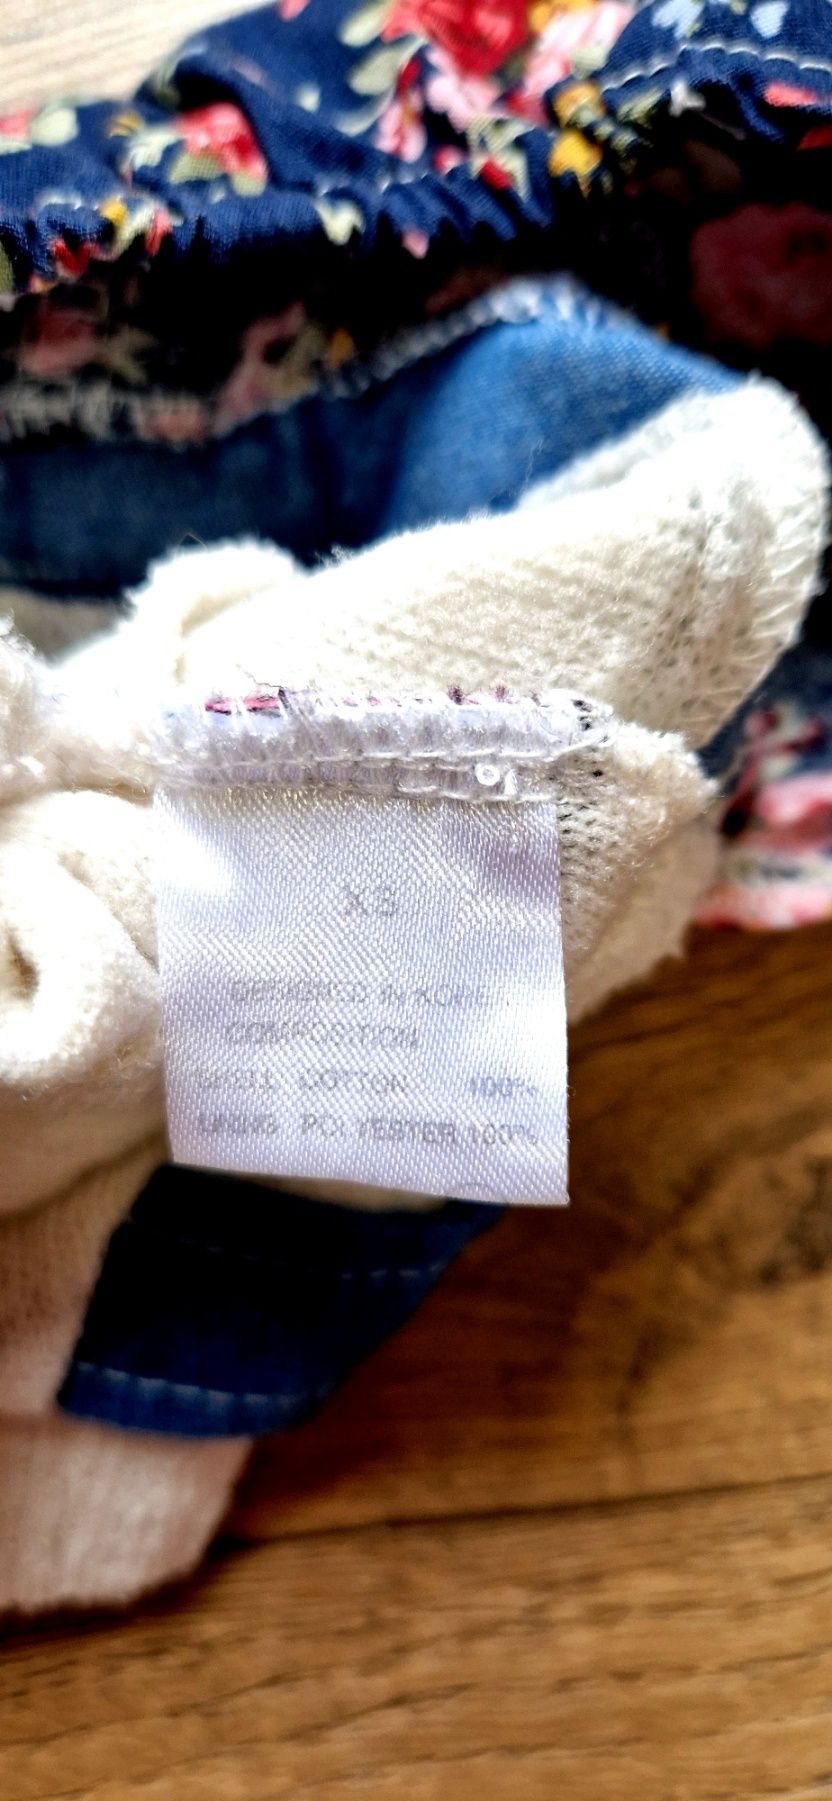 XS
DESIGNED IN KOREA
COMPOSITION
SHELL COTTON 100%
LINING POLYESTER 100%